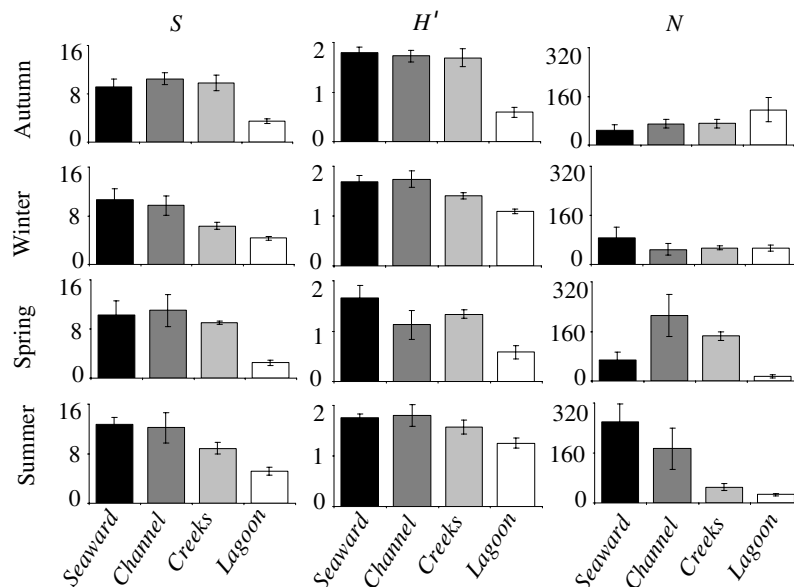 S H' N
Autumn
16 8 0
2 1 0
320 160 0
Winter
16 8 0
2 1 0
320 160 0
Spring
16 8 0
2 1 0
320 160 0
Summer
16 8 0
2 1 0
320 160 0
Seaward Channel Creeks Lagoon
Seaward Channel Creeks Lagoon
Seaward Channel Creeks Lagoon